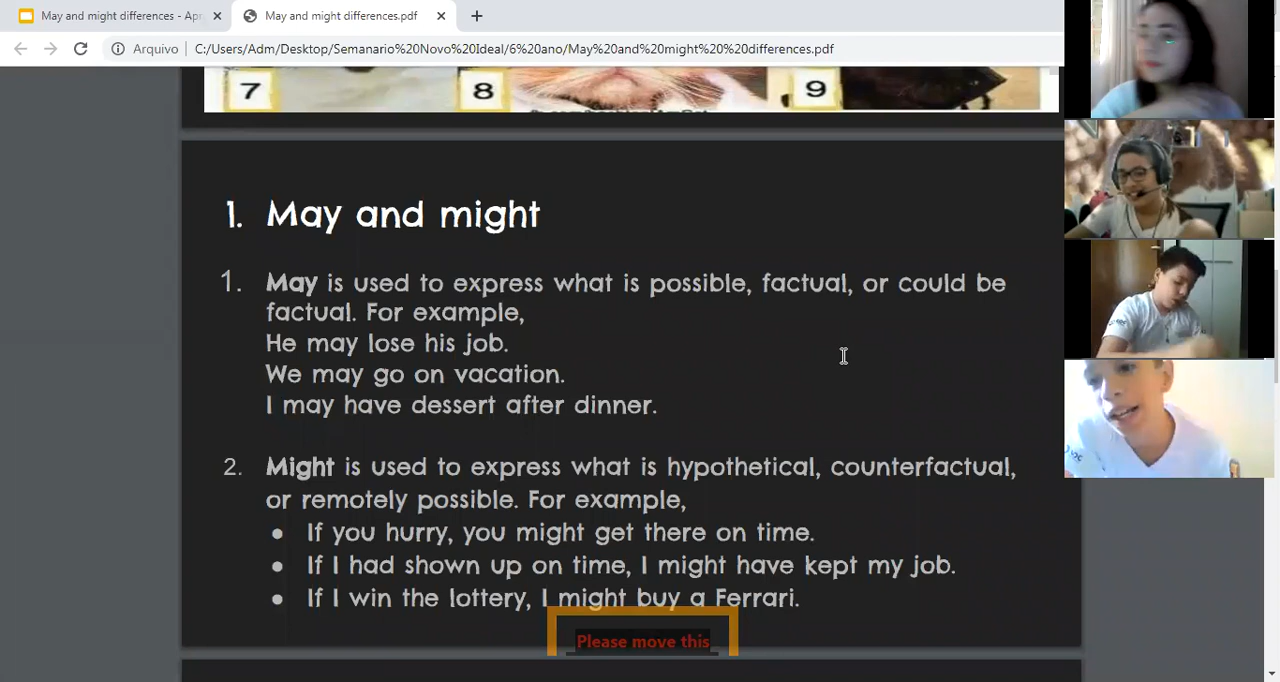 May and might differences - Apr
May and might differences.pdf
Arquivo
C:/Users/Adm/Desktop/Semanario%20Novo%20Ideal/6%20ano/May%20and%20might%20%20differences.pdf
7
8
9
1. May and might
1. May is used to express what is possible, factual, or could be
factual. For example,
He may lose his job.
We may go on vacation.
I may have dessert after dinner.
2. Might is used to express what is hypothetical, counterfactual,
or remotely possible. For example,
If you hurry, you might get there on time.
If I had shown up on time, I might have kept my job.
If I win the lottery, I might buy a Ferrari.
Please move this